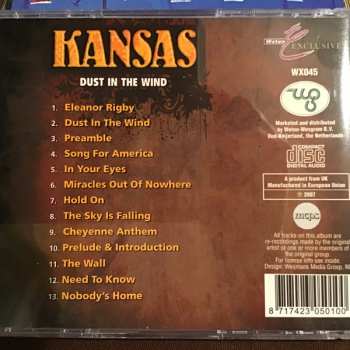 KANSAS
DUST IN THE WIND
1. Eleanor Rigby
2. Dust In The Wind
3. Preamble
4. Song For America
5. In Your Eyes
6. Miracles Out Of Nowhere
7. Hold On
8. The Sky Is Falling
9. Cheyenne Anthem
10. Prelude & Introduction
11. The Wall
12. Need To Know
13. Nobody's Home
Weton
EXCLUSIVE
WX045
Marketed and distributed
by Weton-Wesgram B.V.
the Netherlands
COMPACT
disc
DIGITAL AUDIO
A product from UK
Manufactured in European Union
℗ 2007
mcps
All tracks on this album are
re-recordings made by the original
artist or one or more members of
the original group.
For license info see inside.
Design: Wesmans Media Group, NL
8 717423 050100